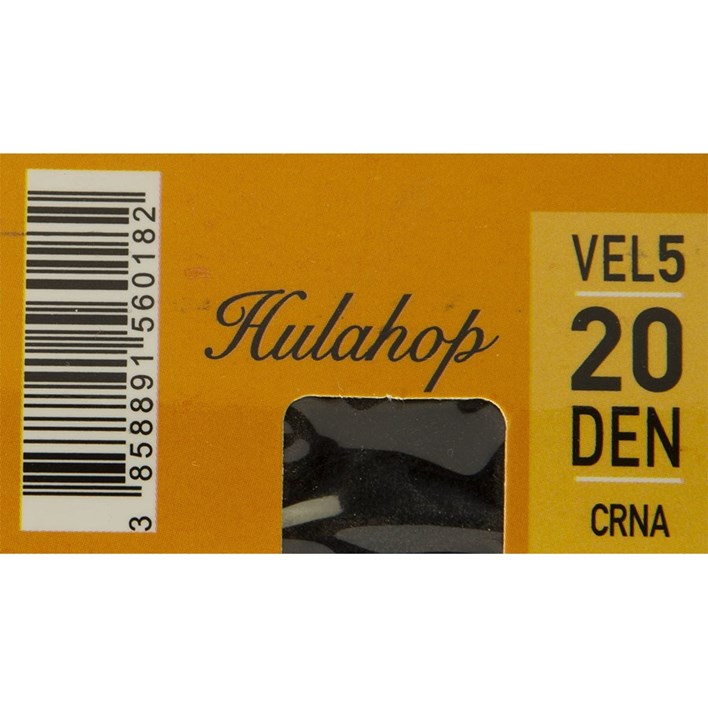 3 858891 560182
Hulahop
VEL5
20
DEN
CRNA